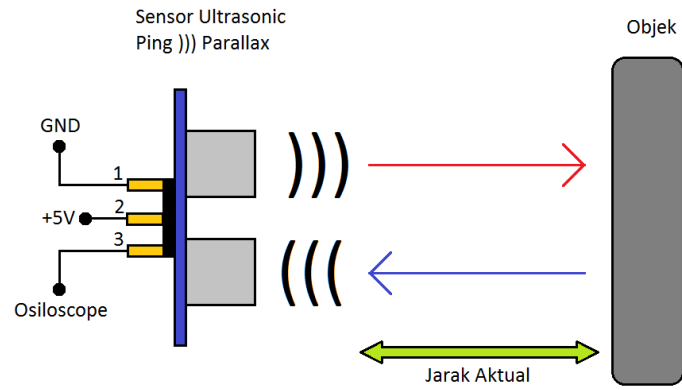 Sensor Ultrasonic
Ping ))) Parallax
Objek
GND
1
+5V
2
3
Osiloscope
)))
(((
Jarak Aktual